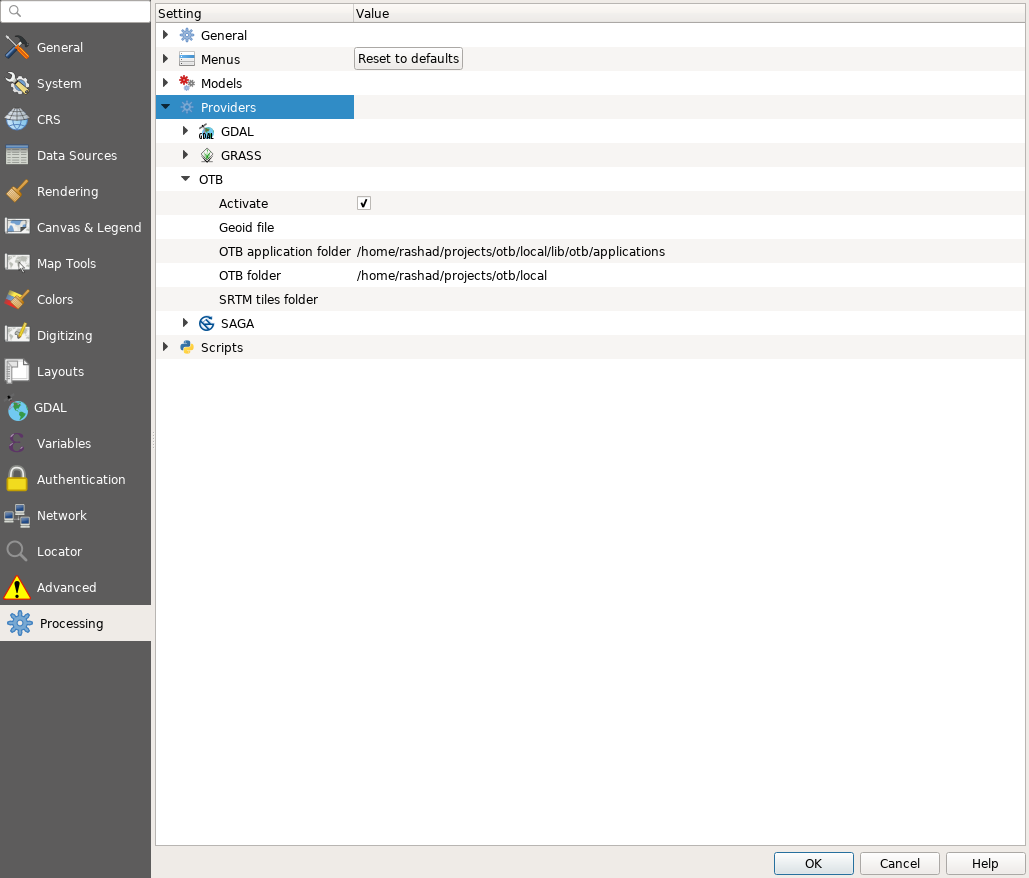 General
System
CRS
Data Sources
Rendering
Canvas & Legend
Map Tools
Colors
Digitizing
Layouts
GDAL
Variables
Authentication
Network
Locator
Advanced
Processing
Setting Value
General
Menus Reset to defaults
Models
Providers
GDAL
GRASS
OTB
Activate
Geoid file
OTB application folder /home/rashad/projects/otb/local/lib/otb/applications
OTB folder /home/rashad/projects/otb/local
SRTM tiles folder
SAGA
Scripts
OK Cancel Help